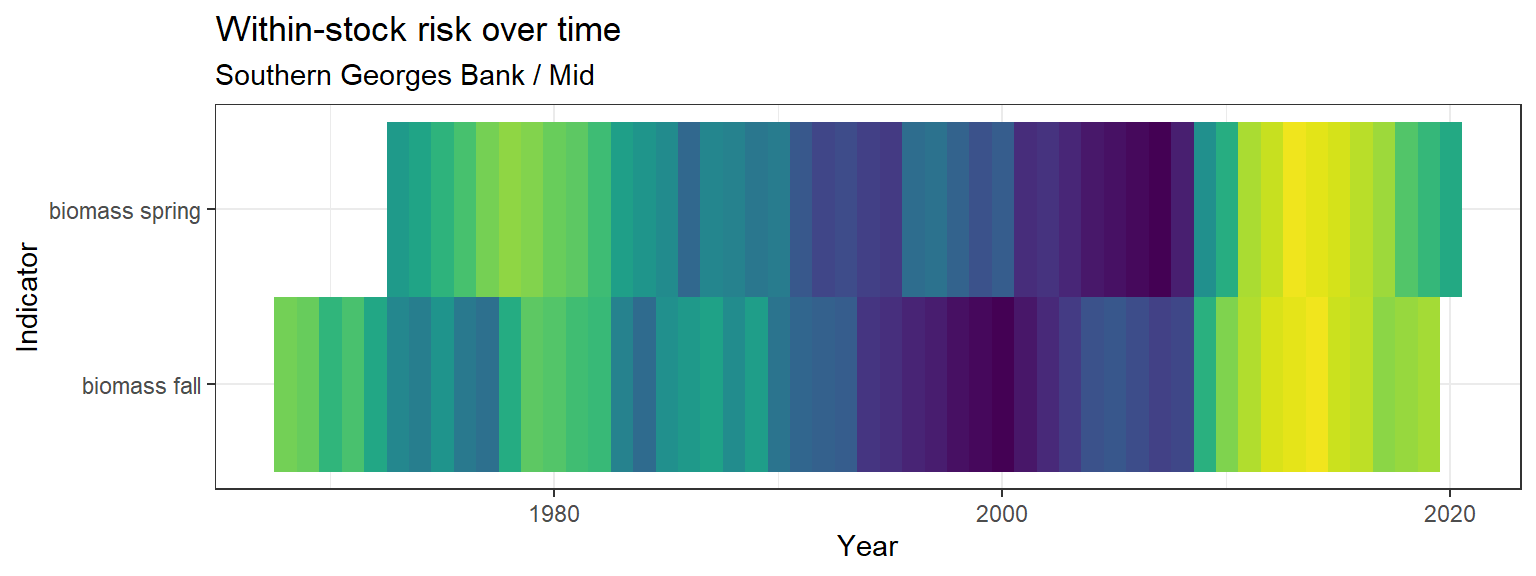 Within-stock risk over time
Southern Georges Bank / Mid
Indicator
biomass spring
biomass fall
1980 2000 2020
Year